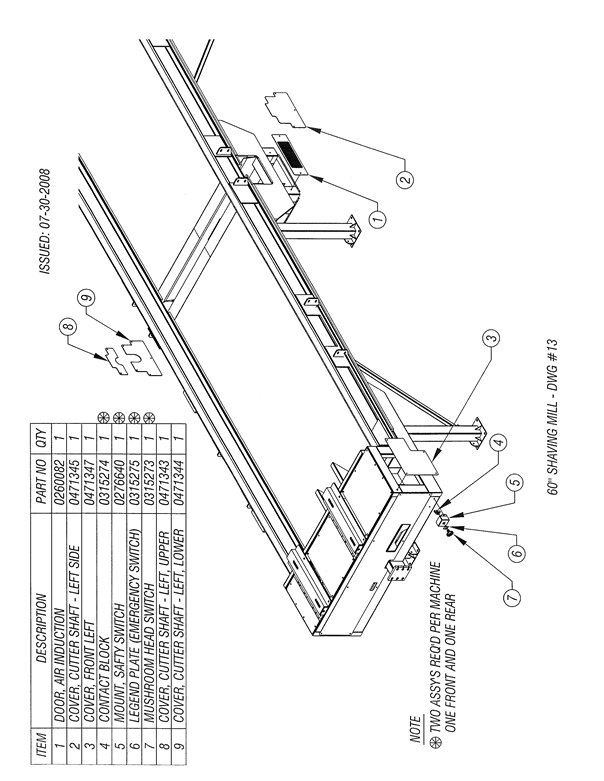 ISSUED: 07-30-2008
ITEM DESCRIPTION PART NO QTY
1 DOOR, AIR INDUCTION 0260082 1
2 COVER, CUTTER SHAFT - LEFT SIDE 0471345 1
3 COVER, FRONT LEFT 0471347 1
4 CONTACT BLOCK 0315274 1
5 MOUNT, SAFTY SWITCH 0276640 1
6 LEGEND PLATE (EMERGENCY SWITCH) 0315275 1
7 MUSHROOM HEAD SWITCH 0315273 1
8 COVER, CUTTER SHAFT - LEFT, UPPER 0471343 1
9 COVER, CUTTER SHAFT - LEFT, LOWER 0471344 1
8
9
1
2
3
4
5
6
7
NOTE
TWO ASSY'S REQ'D PER MACHINE
ONE FRONT AND ONE REAR
60" SHAVING MILL - DWG #13